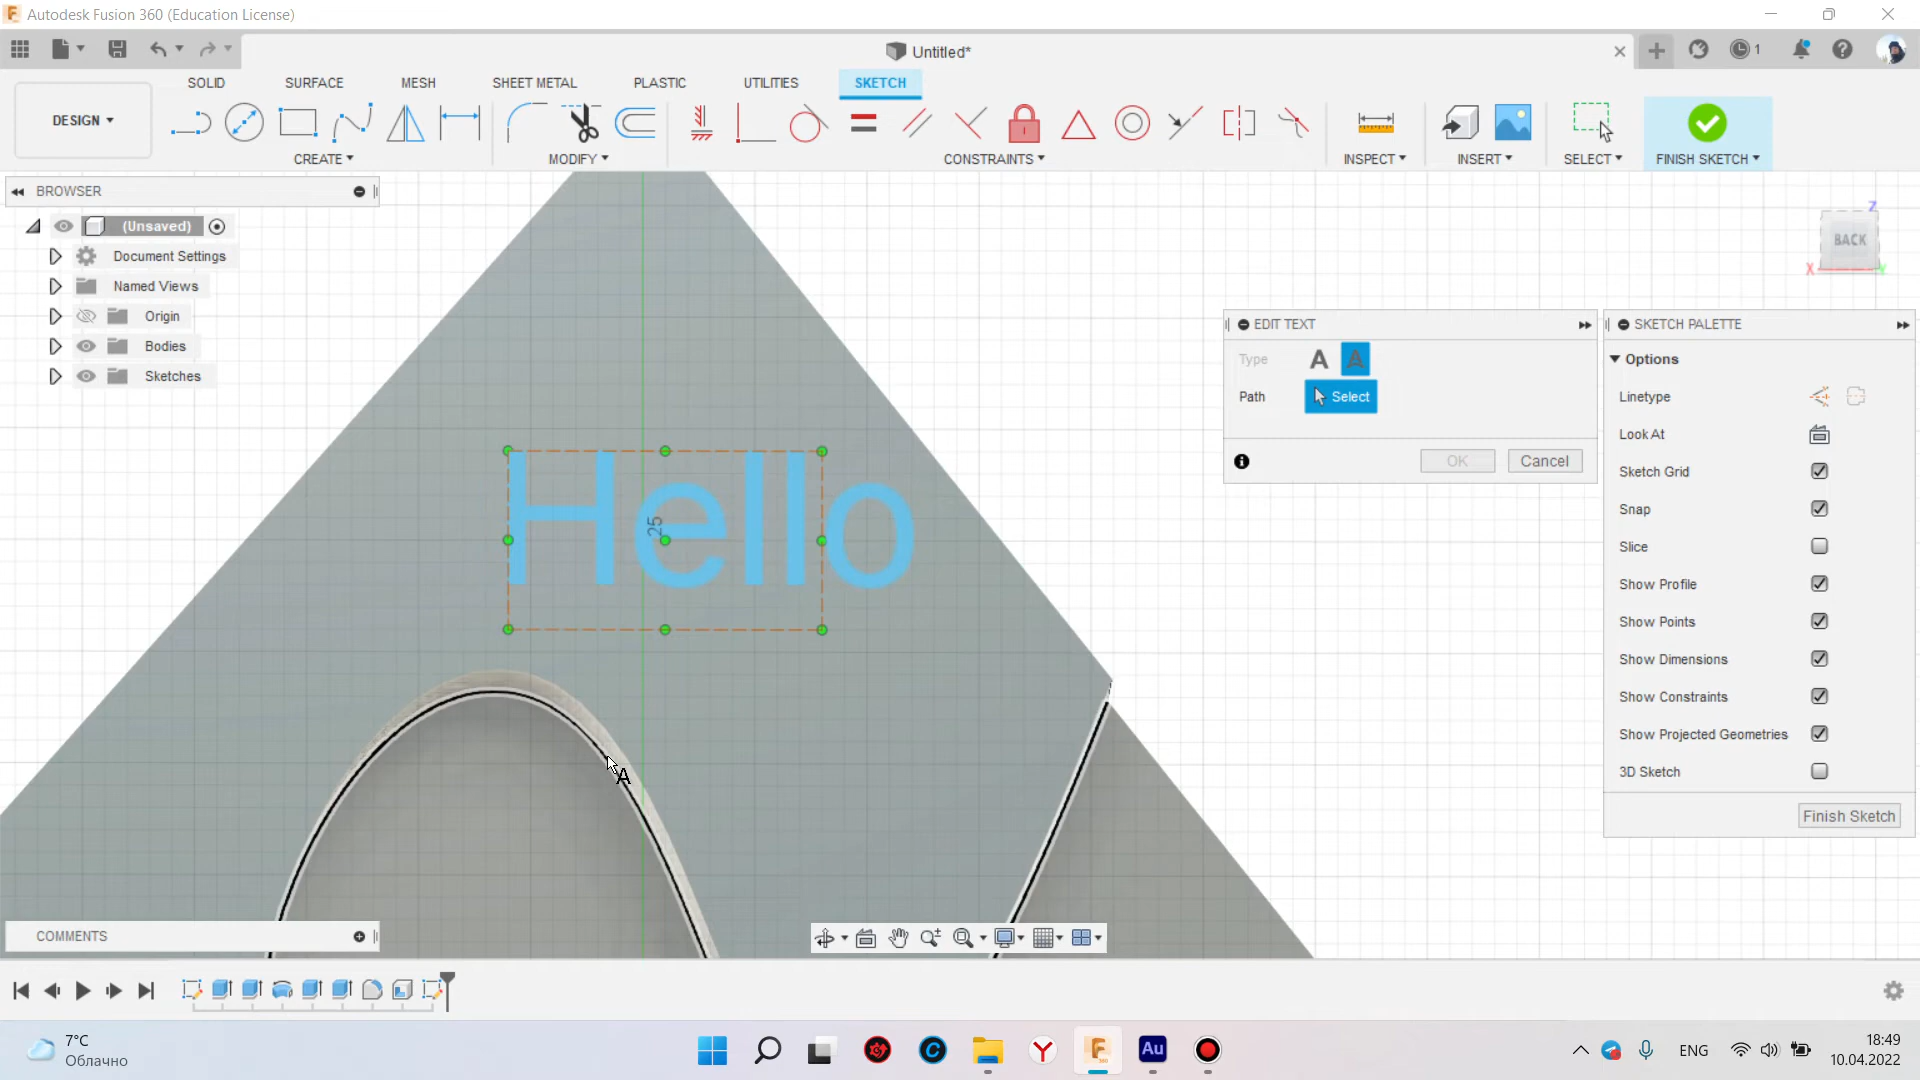 Autodesk Fusion 360 (Education License)
Untitled*
1
SOLID SURFACE MESH SHEET METAL PLASTIC UTILITIES SKETCH
DESIGN
CREATE MODIFY CONSTRAINTS INSPECT INSERT SELECT FINISH SKETCH
BROWSER
(Unsaved)
Document Settings
Named Views
Origin
Bodies
Sketches
Z
BACK
X
Y
Hello
25
A
EDIT TEXT
Type A A
Path Select
OK Cancel
SKETCH PALETTE
Options
Linetype
Look At
Sketch Grid
Snap
Slice
Show Profile
Show Points
Show Dimensions
Show Constraints
Show Projected Geometries
3D Sketch
Finish Sketch
COMMENTS
7°C
Облачно
Au
ENG
18:49
10.04.2022